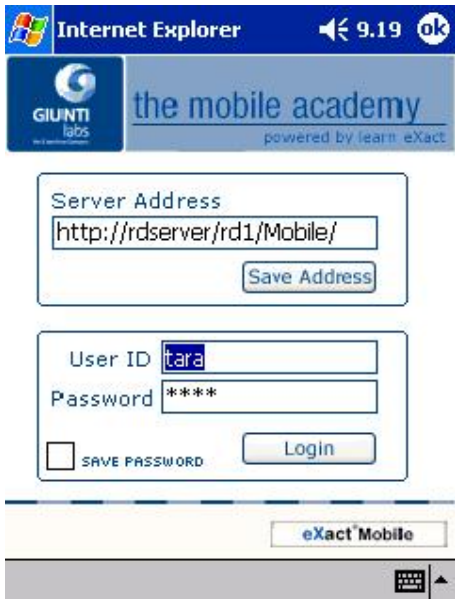 Internet Explorer 9.19 ok
GIUNTI
labs
the mobile academy
powered by learn eXact
Server Address
http://rdserver/rd1/Mobile/
Save Address
User ID tara
Password ****
SAVE PASSWORD Login
eXact Mobile